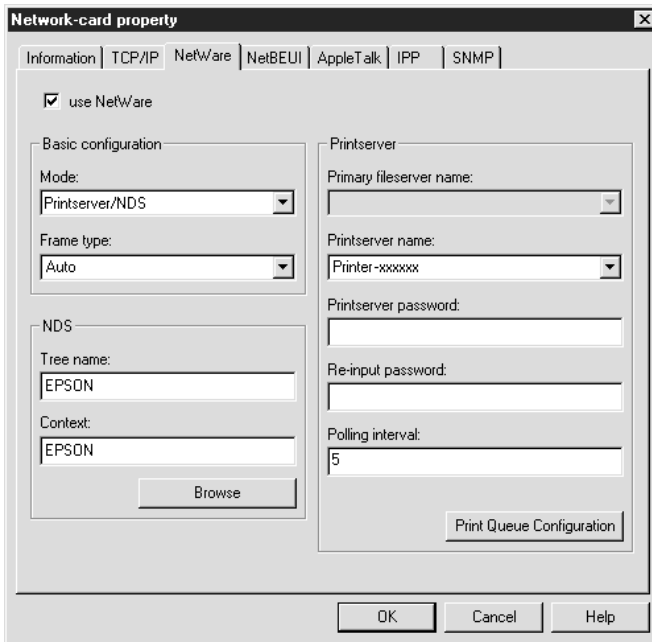 Network-card property
Information TCP/IP NetWare NetBEUI AppleTalk IPP SNMP
use NetWare
Basic configuration
Mode:
Printserver/NDS
Frame type:
Auto
NDS
Tree name:
EPSON
Context:
EPSON
Browse
Printserver
Primary fileserver name:
Printserver name:
Printer-xxxxxx
Printserver password:
Re-input password:
Polling interval:
5
Print Queue Configuration
OK Cancel Help